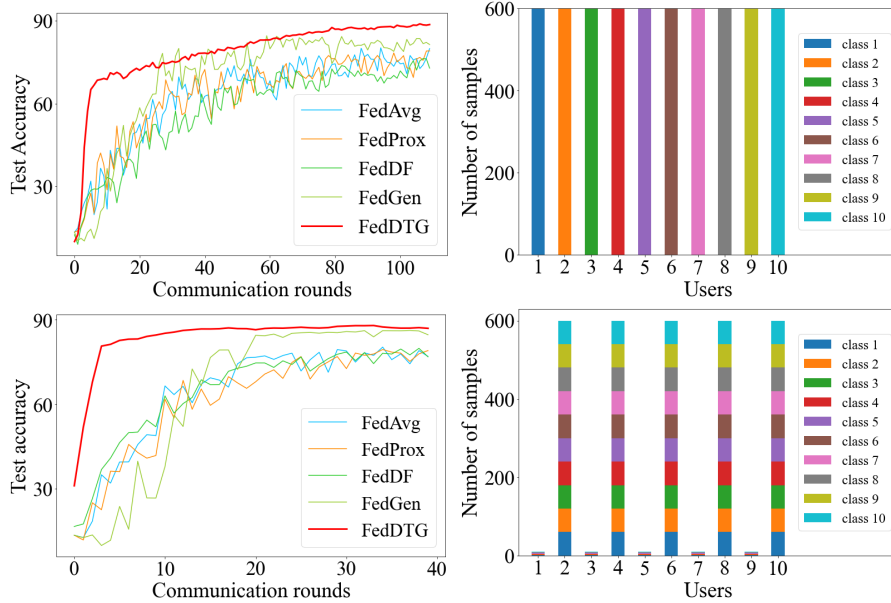 90
60
30
Test Accuracy
0
20
40
60
80
100
Communication rounds
FedAvg
FedProx
FedDF
FedGen
FedDTG
600
400
200
0
Number of samples
1 2 3 4 5 6 7 8 9 10
Users
class 1
class 2
class 3
class 4
class 5
class 6
class 7
class 8
class 9
class 10
90
60
30
Test accuracy
0
10
20
30
40
Communication rounds
FedAvg
FedProx
FedDF
FedGen
FedDTG
600
400
200
0
Number of samples
1 2 3 4 5 6 7 8 9 10
Users
class 1
class 2
class 3
class 4
class 5
class 6
class 7
class 8
class 9
class 10